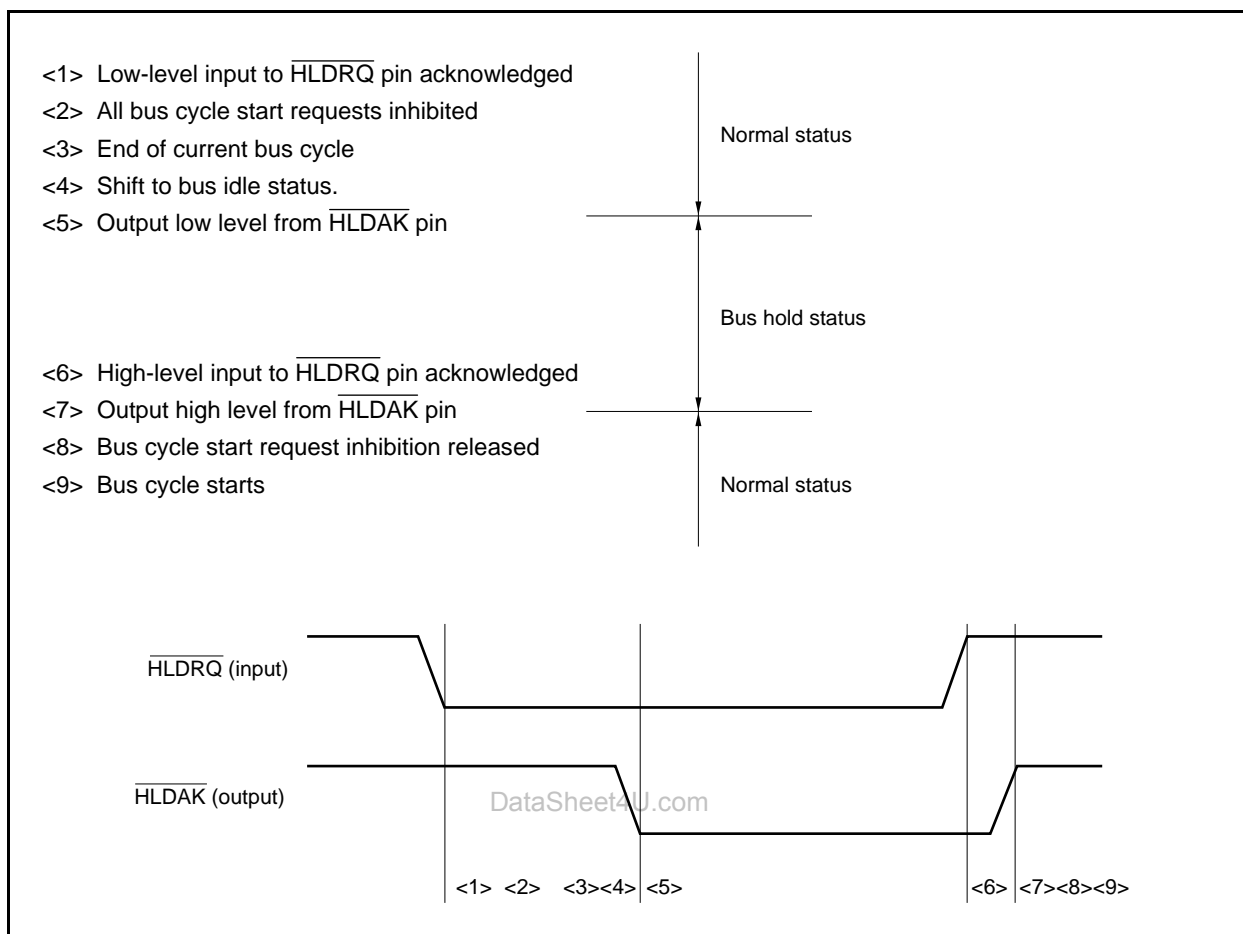 <1> Low-level input to HLDRQ pin acknowledged
<2> All bus cycle start requests inhibited
<3> End of current bus cycle
<4> Shift to bus idle status.
<5> Output low level from HLDAK pin
Normal status
Bus hold status
<6> High-level input to HLDRQ pin acknowledged
<7> Output high level from HLDAK pin
<8> Bus cycle start request inhibition released
<9> Bus cycle starts
Normal status
HLDRQ (input)
HLDAK (output)
DataSheet4U.com
<1> <2> <3><4> <5> <6> <7><8><9>